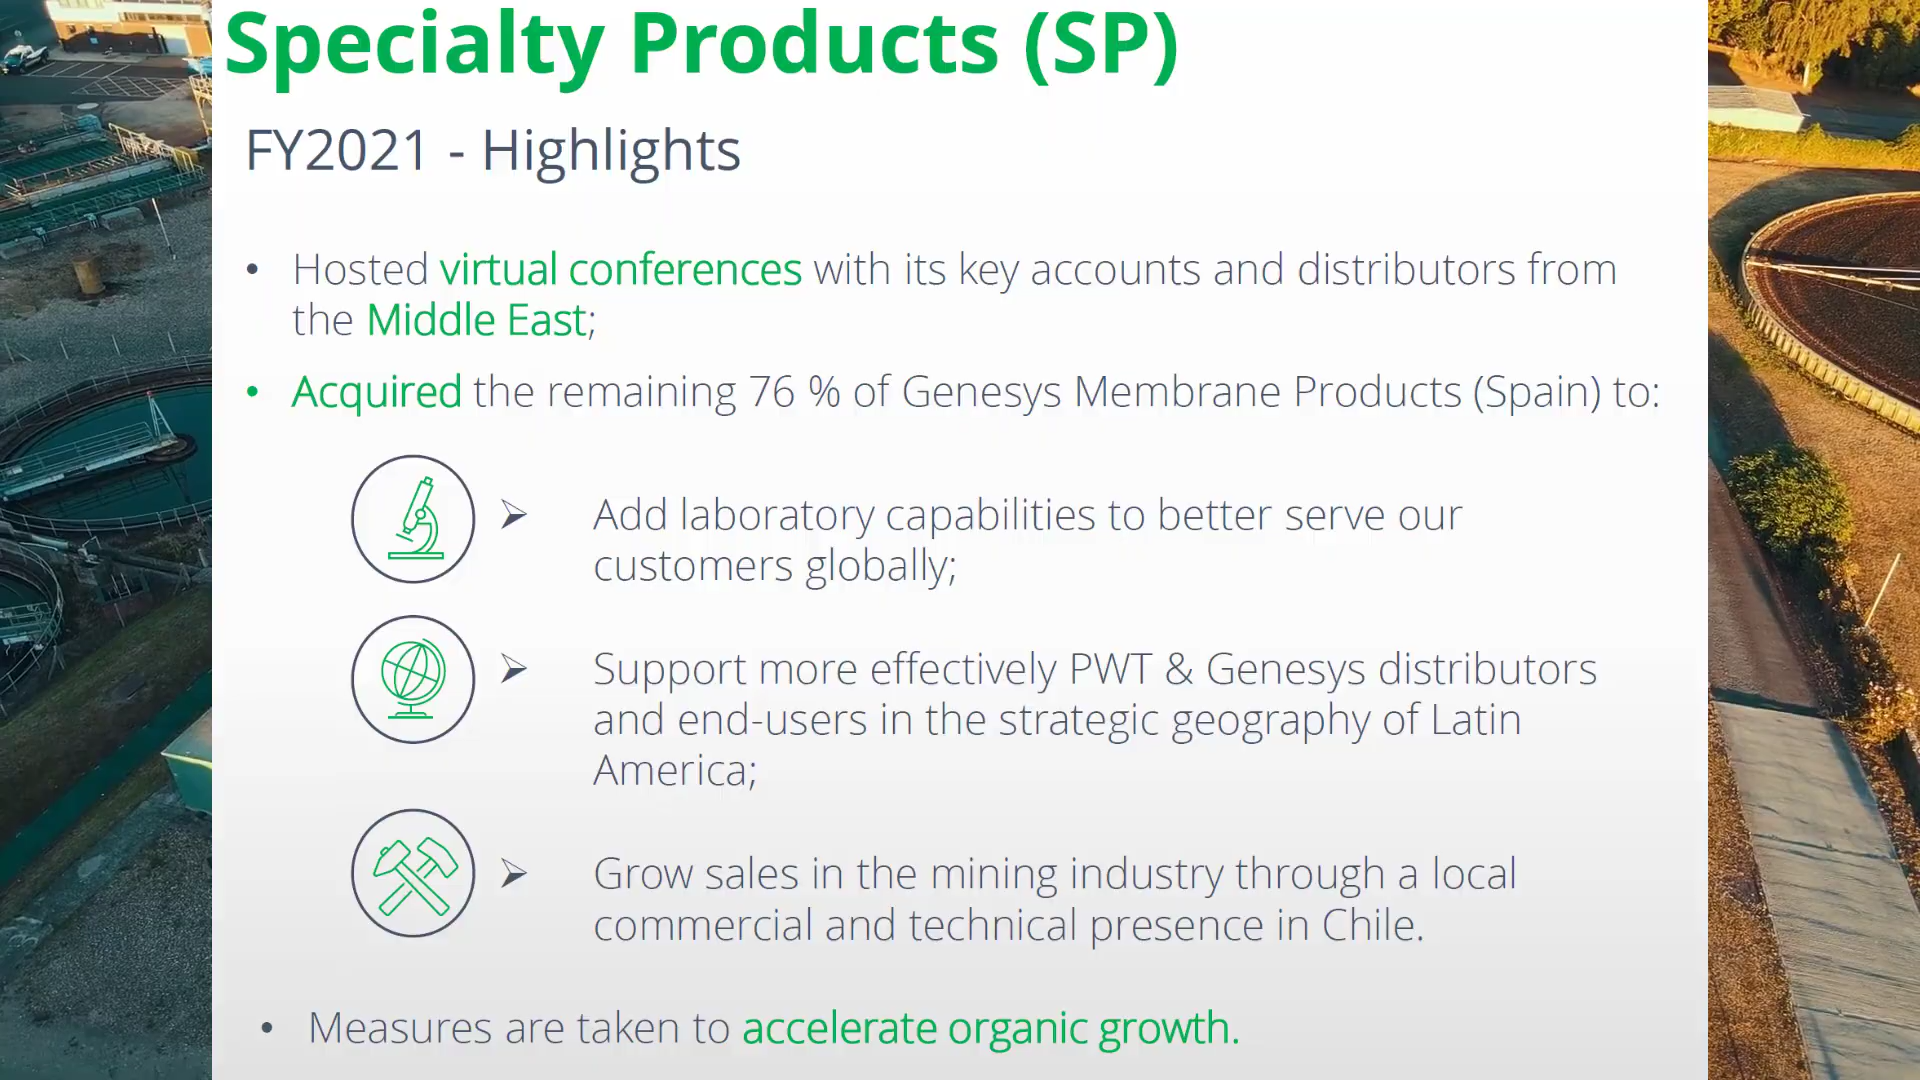 Specialty Products (SP)
FY2021 - Highlights
• Hosted virtual conferences with its key accounts and distributors from
the Middle East;
• Acquired the remaining 76 % of Genesys Membrane Products (Spain) to:
➢ Add laboratory capabilities to better serve our
customers globally;
➢ Support more effectively PWT & Genesys distributors
and end-users in the strategic geography of Latin
America;
➢ Grow sales in the mining industry through a local
commercial and technical presence in Chile.
• Measures are taken to accelerate organic growth.